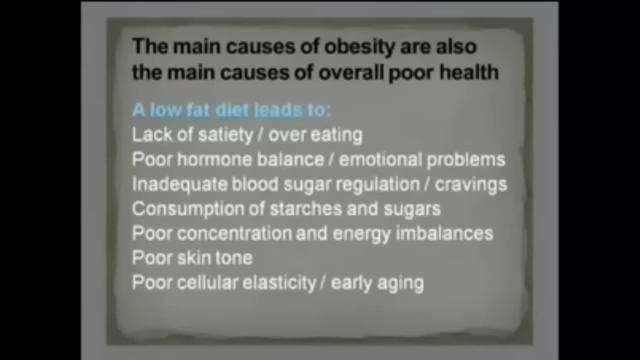 The main causes of obesity are also
the main causes of overall poor health
A low fat diet leads to:
Lack of satiety / over eating
Poor hormone balance / emotional problems
Inadequate blood sugar regulation / cravings
Consumption of starches and sugars
Poor concentration and energy imbalances
Poor skin tone
Poor cellular elasticity / early aging